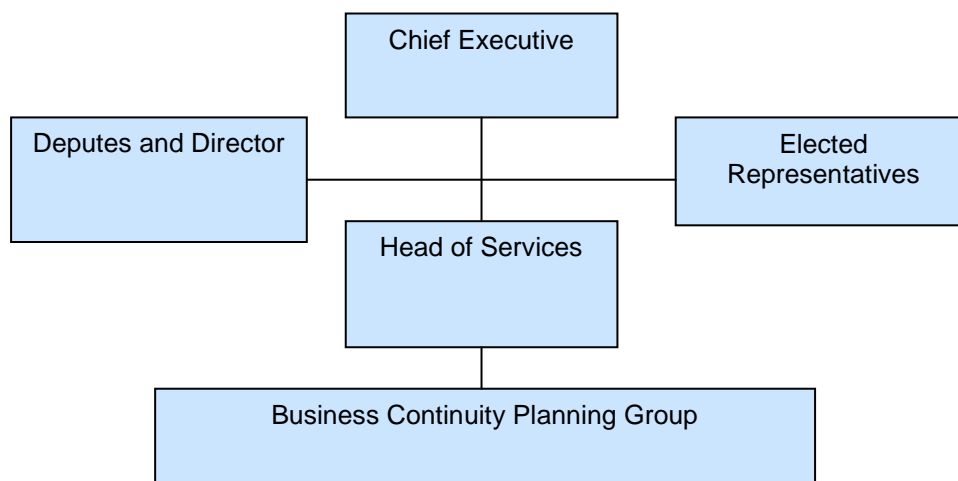 Chief Executive
Deputes and Director
Elected
Representatives
Head of Services
Business Continuity Planning Group